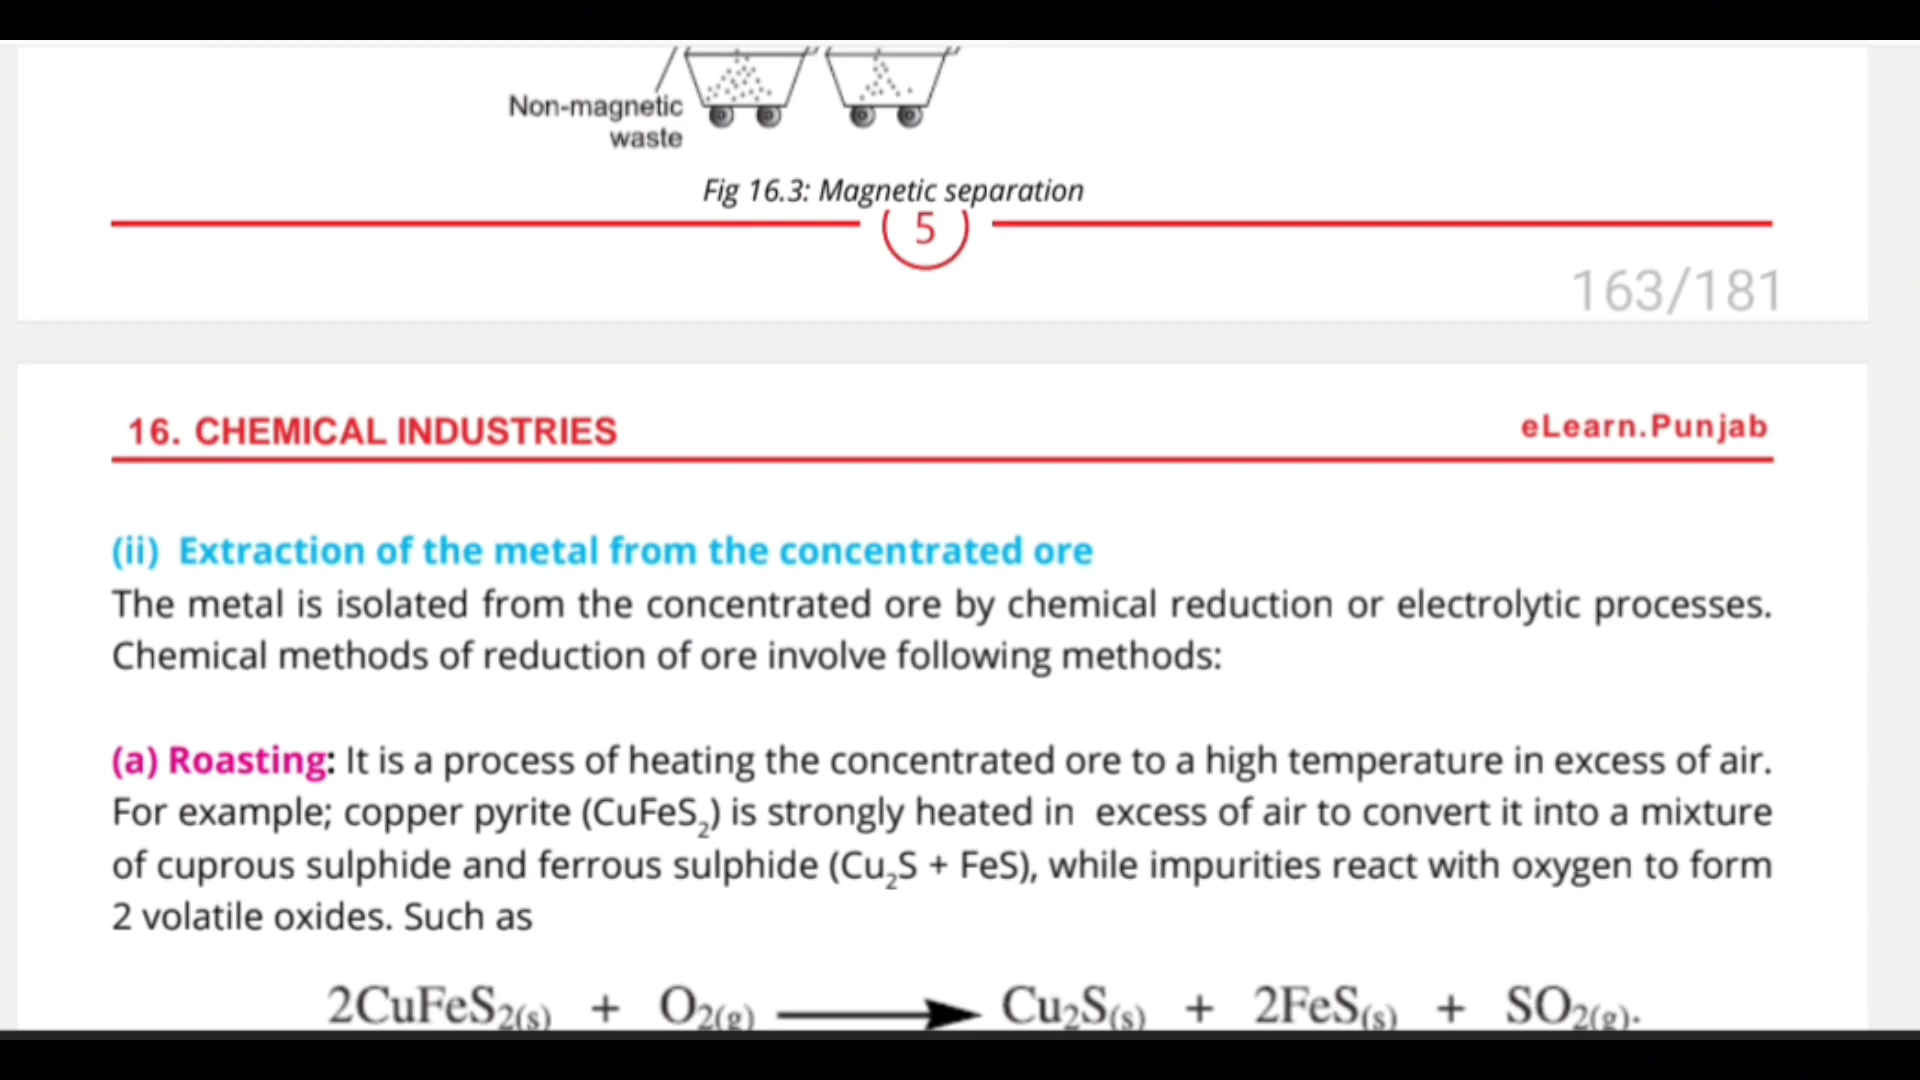 Non-magnetic
waste
Fig 16.3: Magnetic separation
5
163/181
16. CHEMICAL INDUSTRIES
eLearn.Punjab
(ii) Extraction of the metal from the concentrated ore
The metal is isolated from the concentrated ore by chemical reduction or electrolytic processes.
Chemical methods of reduction of ore involve following methods:
(a) Roasting: It is a process of heating the concentrated ore to a high temperature in excess of air.
For example; copper pyrite (CuFeS₂) is strongly heated in excess of air to convert it into a mixture
of cuprous sulphide and ferrous sulphide (Cu₂S + FeS), while impurities react with oxygen to form
2 volatile oxides. Such as
2CuFeS₂(s) + O₂(g) ⟶ Cu₂S(s) + 2FeS(s) + SO₂(g).